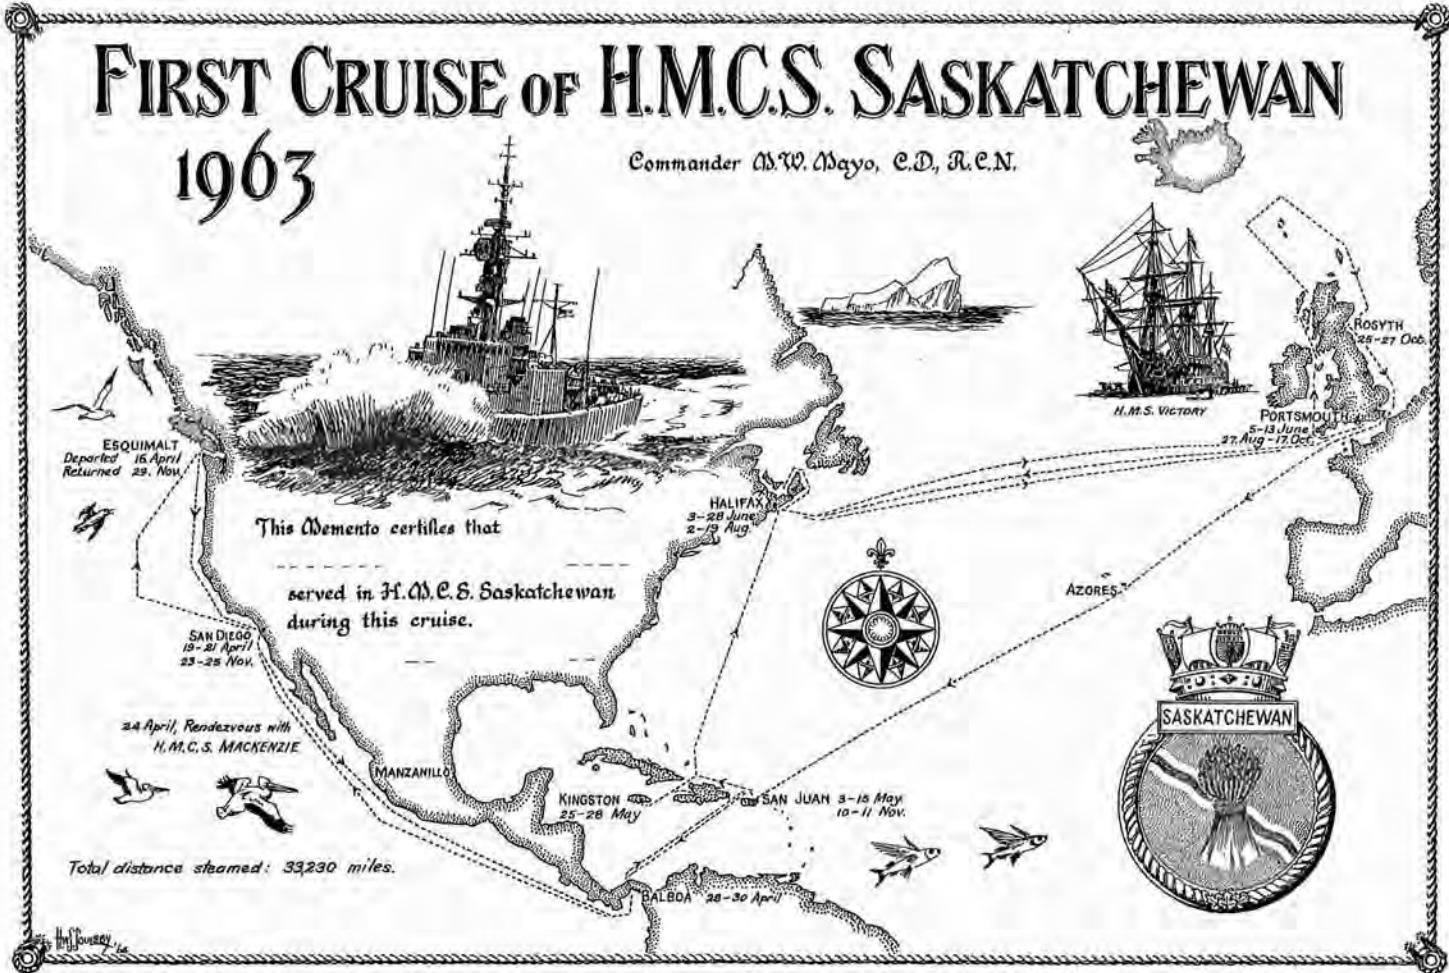 FIRST CRUISE OF H.M.C.S. SASKATCHEWAN
1963
Commander M.W. Mayo, C.D., R.C.N.
ROSYTH
25-27 Oct.
H.M.S. VICTORY
PORTSMOUTH
5-13 June
27 Aug-17 Oct.
ESQUIMALT
Departed 16 April
Returned 29. Nov.
HALIFAX
3-28 June
2-19 Aug.
This Memento certifies that
served in H.M.C.S. Saskatchewan
during this cruise.
AZORES
SAN DIEGO
19-21 April
23-25 Nov.
SASKATCHEWAN
24 April, Rendezvous with
H.M.C.S. MACKENZIE
MANZANILLO
KINGSTON
25-28 May
SAN JUAN 3-15 May
10-11 Nov.
Total distance steamed: 33,230 miles.
BALBOA 28-30 April